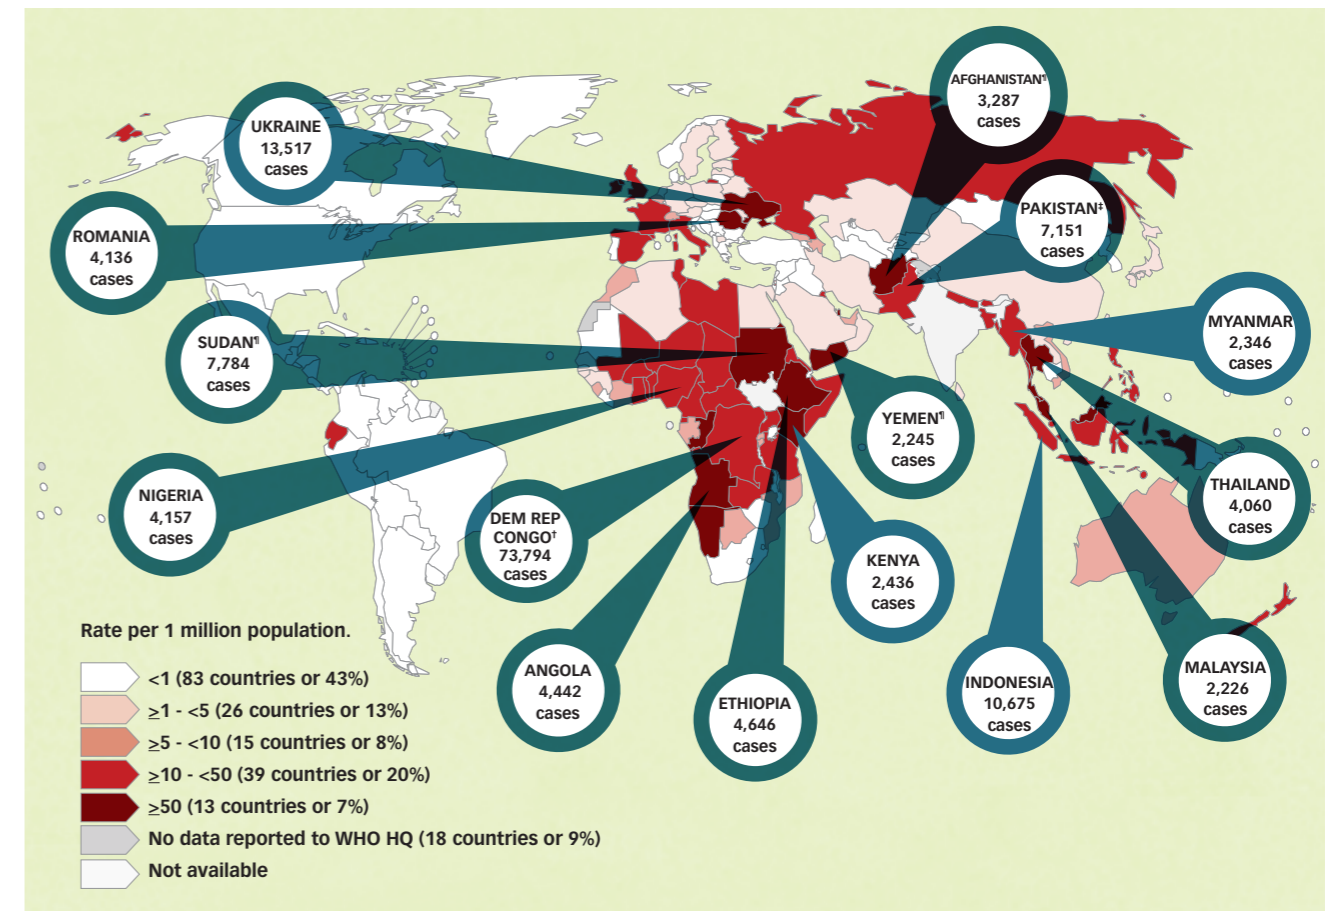 AFGHANISTAN¶
3,287
cases
UKRAINE
13,517
cases
PAKISTAN‡
7,151
cases
ROMANIA
4,136
cases
MYANMAR
2,346
cases
SUDAN¶
7,784
cases
YEMEN¶
2,245
cases
THAILAND
4,060
cases
NIGERIA
4,157
cases
DEM REP
CONGO†
73,794
cases
KENYA
2,436
cases
ANGOLA
4,442
cases
ETHIOPIA
4,646
cases
INDONESIA
10,675
cases
MALAYSIA
2,226
cases
Rate per 1 million population.
<1 (83 countries or 43%)
≥1 - <5 (26 countries or 13%)
≥5 - <10 (15 countries or 8%)
≥10 - <50 (39 countries or 20%)
≥50 (13 countries or 7%)
No data reported to WHO HQ (18 countries or 9%)
Not available